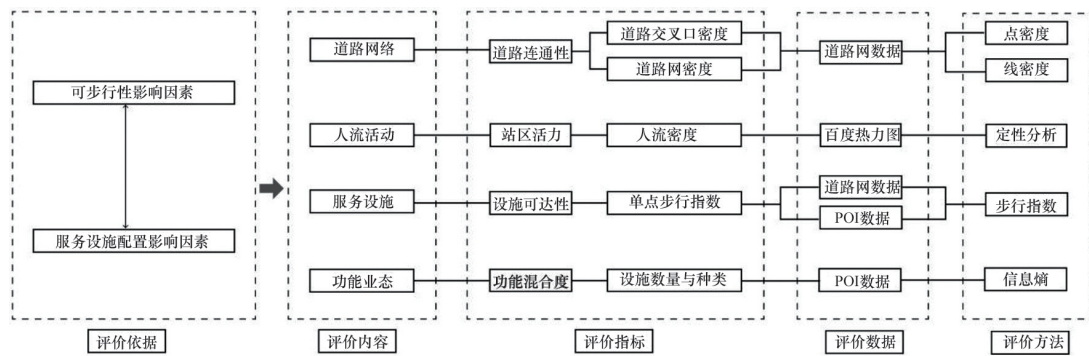 可步行性影响因素
服务设施配置影响因素
评价依据
道路网络
人流活动
服务设施
功能业态
评价内容
道路连通性
道路交叉口密度
道路网密度
站区活力
人流密度
设施可达性
单点步行指数
功能混合度
设施数量与种类
评价指标
道路网数据
百度热力图
道路网数据
POI数据
POI数据
评价数据
点密度
线密度
定性分析
步行指数
信息熵
评价方法